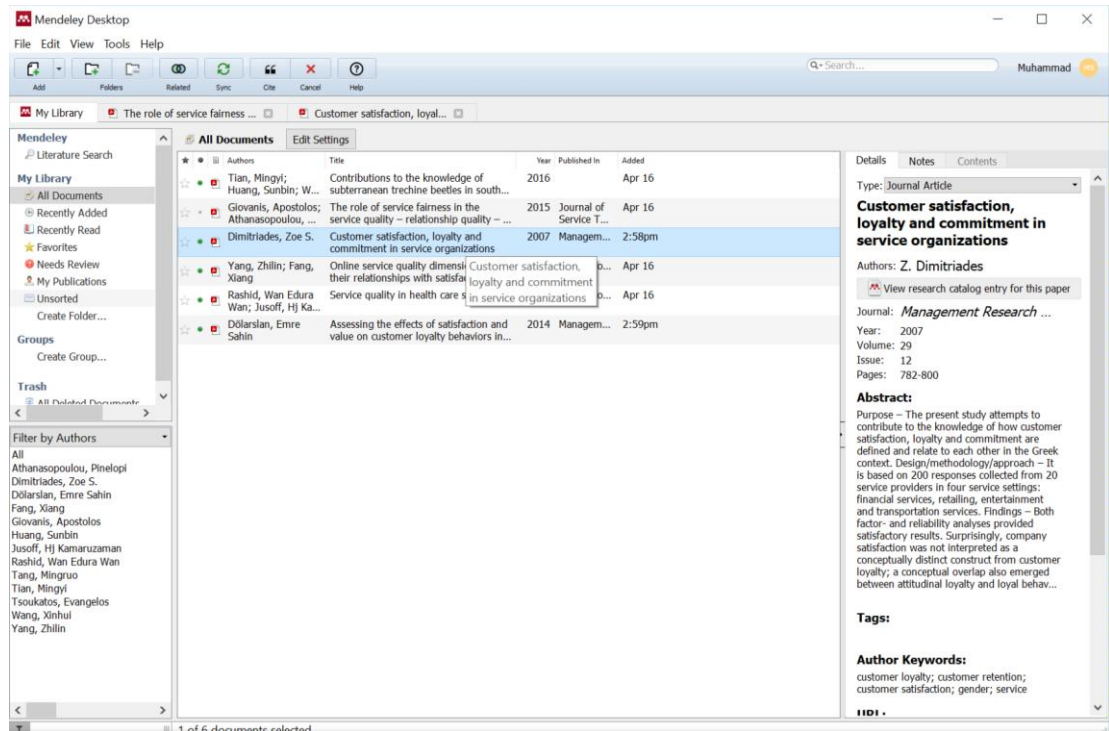 Mendeley Desktop
File Edit View Tools Help
Add Folders Related Sync Cite Cancel Help
Search... Muhammad
My Library The role of service fairness ... Customer satisfaction, loyal...
Mendeley
Literature Search
My Library
All Documents
Recently Added
Recently Read
Favorites
Needs Review
My Publications
Unsorted
Create Folder...
Groups
Create Group...
Trash
All Deleted Documents
Filter by Authors
All
Athanasopoulou, Pinelopi
Dimitriades, Zoe S.
Dölarslan, Emre Sahin
Fang, Xiang
Giovanis, Apostolos
Huang, Sunbin
Jusoff, Hj Kamaruzaman
Rashid, Wan Edura Wan
Tang, Mingruo
Tian, Mingyi
Tsoukatos, Evangelos
Wang, Xinhui
Yang, Zhilin
All Documents Edit Settings
Authors Title Year Published In Added
Tian, Mingyi; Contributions to the knowledge of 2016 Apr 16
Huang, Sunbin; W... subterranean trechine beetles in south...
Giovanis, Apostolos; The role of service fairness in the 2015 Journal of Apr 16
Athanasopoulou, ... service quality – relationship quality – ... Service T...
Dimitriades, Zoe S. Customer satisfaction, loyalty and 2007 Managem... 2:58pm
commitment in service organizations
Yang, Zhilin; Fang, Online service quality dimensi Apr 16
Xiang their relationships with satisfa
Rashid, Wan Edura Service quality in health care s Apr 16
Wan; Jusoff, Hj Ka...
Dölarslan, Emre Assessing the effects of satisfaction and 2014 Managem... 2:59pm
Sahin value on customer loyalty behaviors in...
Customer satisfaction,
loyalty and commitment
in service organizations
1 of 6 documents selected
Details Notes Contents
Type: Journal Article
Customer satisfaction,
loyalty and commitment in
service organizations
Authors: Z. Dimitriades
View research catalog entry for this paper
Journal: Management Research ...
Year: 2007
Volume: 29
Issue: 12
Pages: 782-800
Abstract:
Purpose – The present study attempts to
contribute to the knowledge of how customer
satisfaction, loyalty and commitment are
defined and relate to each other in the Greek
context. Design/methodology/approach – It
is based on 200 responses collected from 20
service providers in four service settings:
financial services, retailing, entertainment
and transportation services. Findings – Both
factor- and reliability analyses provided
satisfactory results. Surprisingly, company
satisfaction was not interpreted as a
conceptually distinct construct from customer
loyalty; a conceptual overlap also emerged
between attitudinal loyalty and loyal behav...
Tags:
Author Keywords:
customer loyalty; customer retention;
customer satisfaction; gender; service
URL: